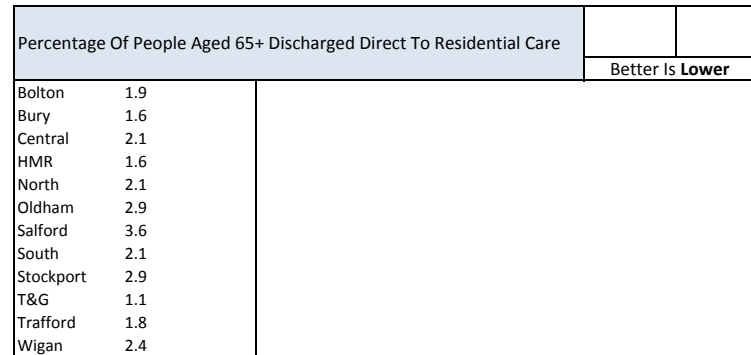 Percentage Of People Aged 65+ Discharged Direct To Residential Care
Better Is Lower
Bolton 1.9
Bury 1.6
Central 2.1
HMR 1.6
North 2.1
Oldham 2.9
Salford 3.6
South 2.1
Stockport 2.9
T&G 1.1
Trafford 1.8
Wigan 2.4